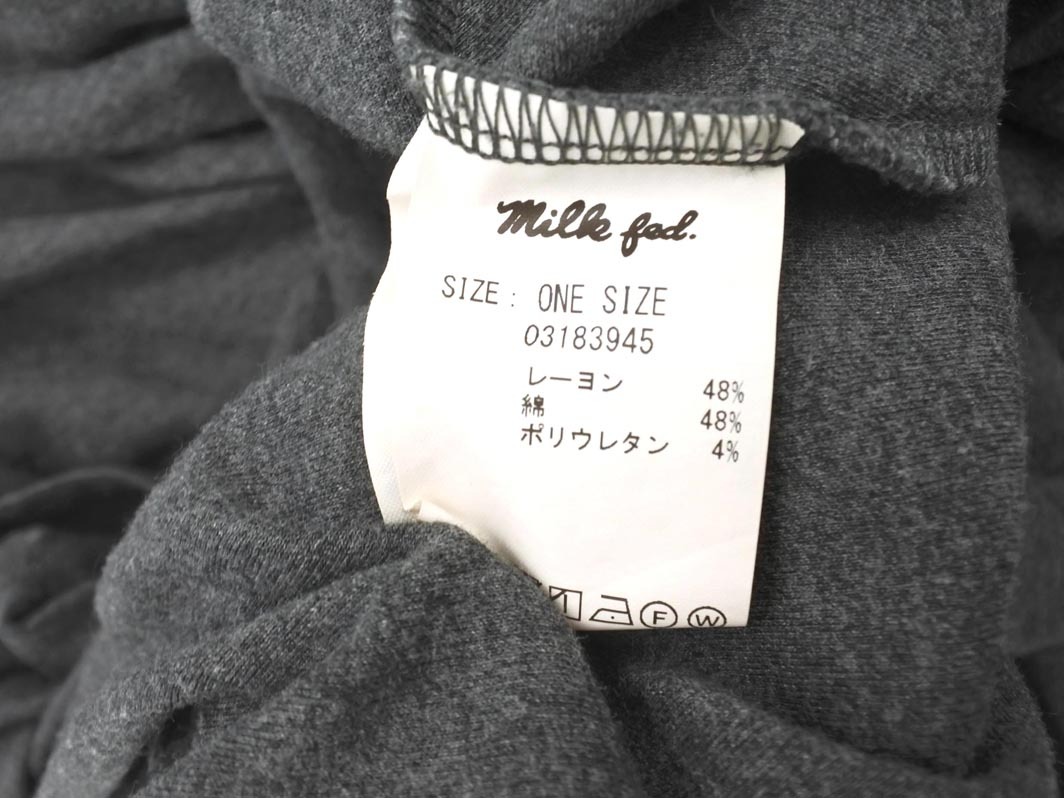 Milk fed.
SIZE : ONE SIZE
03183945
レーヨン 48%
綿 48%
ポリウレタン 4%
F W